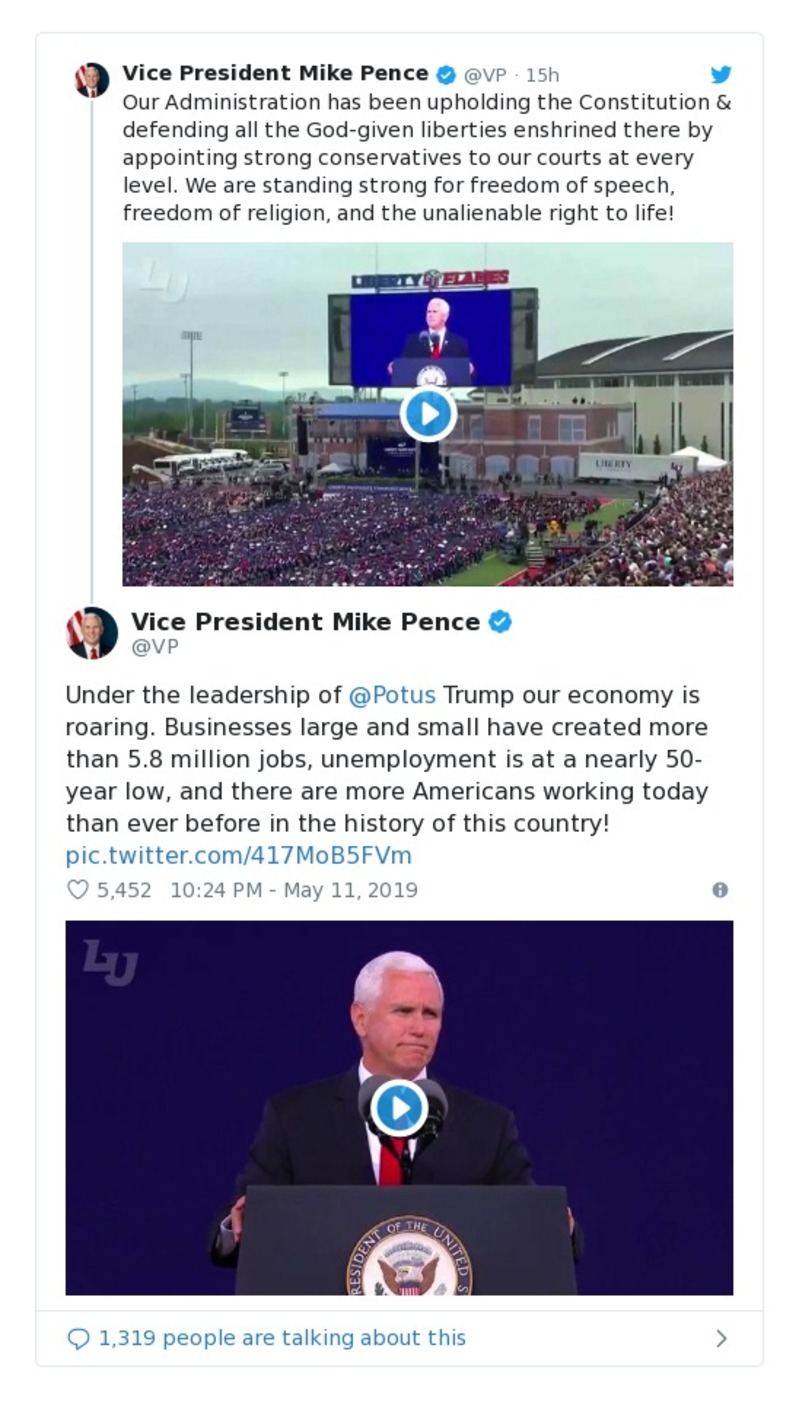 Vice President Mike Pence @VP · 15h
Our Administration has been upholding the Constitution &
defending all the God-given liberties enshrined there by
appointing strong conservatives to our courts at every
level. We are standing strong for freedom of speech,
freedom of religion, and the unalienable right to life!
LU
LIBERTY LU FLAMES
LIBERTY
Vice President Mike Pence
@VP
Under the leadership of @Potus Trump our economy is
roaring. Businesses large and small have created more
than 5.8 million jobs, unemployment is at a nearly 50-
year low, and there are more Americans working today
than ever before in the history of this country!
pic.twitter.com/417MoB5FVm
5,452 10:24 PM - May 11, 2019
LU
RESIDENT OF THE UNITED S
1,319 people are talking about this